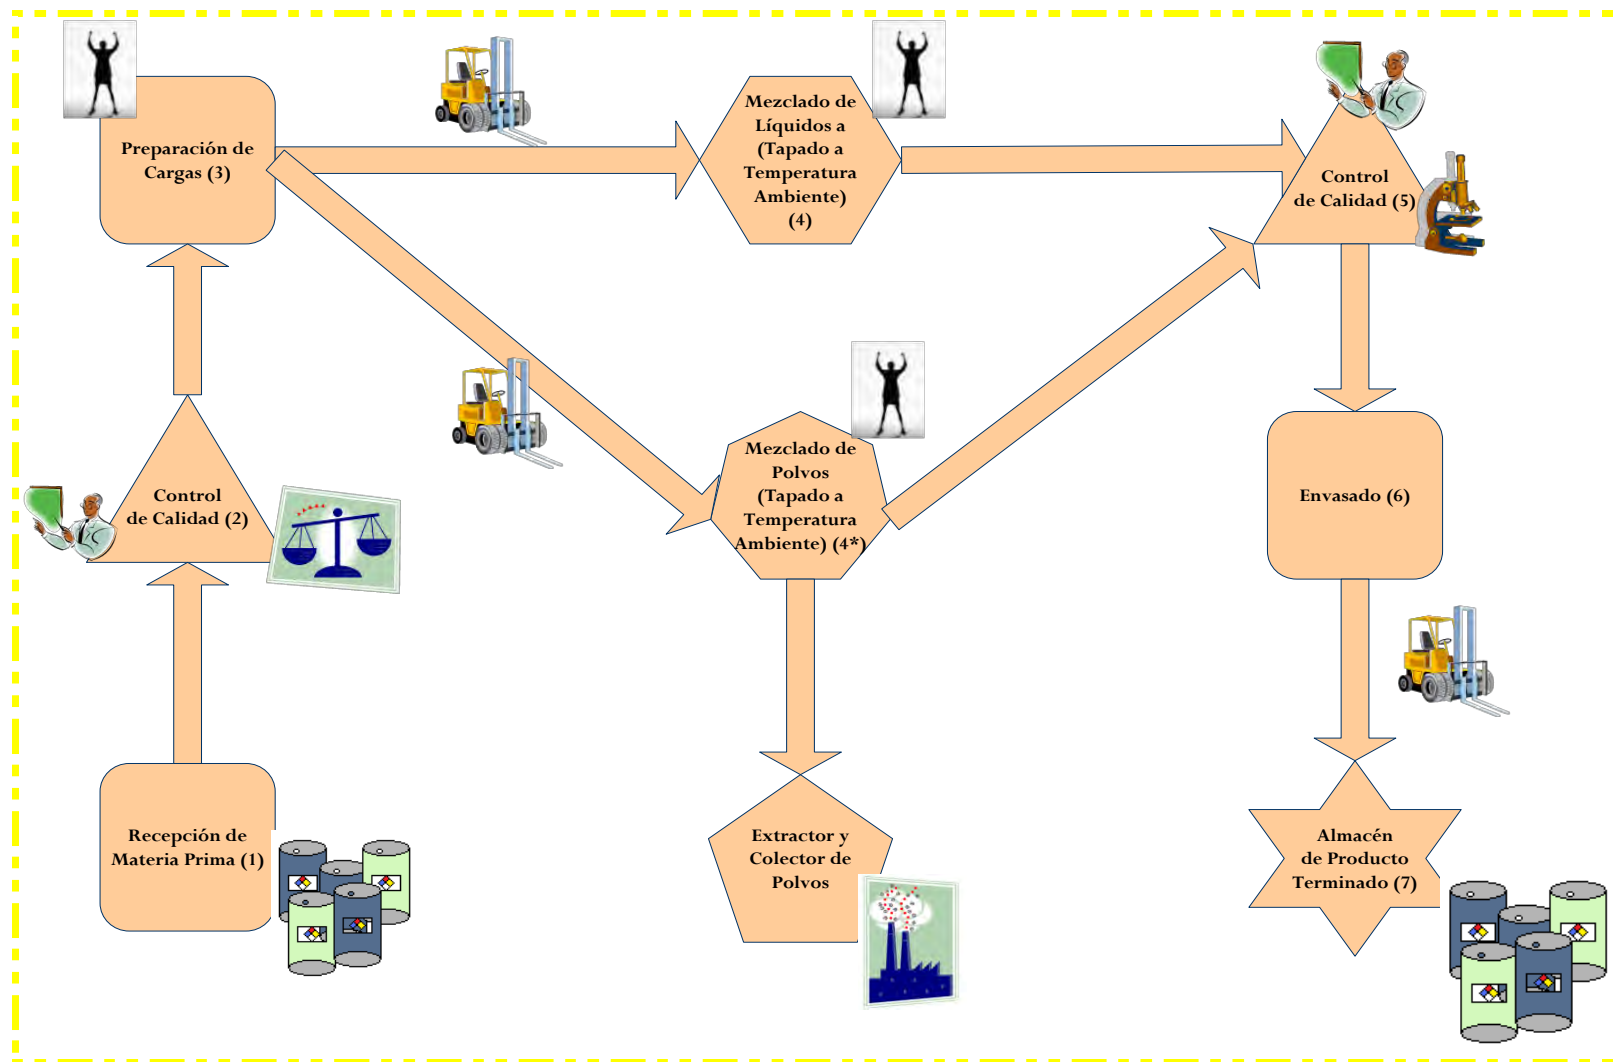 Preparación de
Cargas (3)
Mezclado de
Líquidos a
(Tapado a
Temperatura
Ambiente)
(4)
Control
de Calidad (5)
Mezclado de
Polvos
(Tapado a
Temperatura
Ambiente) (4*)
Envasado (6)
Control
de Calidad (2)
Recepción de
Materia Prima (1)
Extractor y
Colector de
Polvos
Almacén
de Producto
Terminado (7)